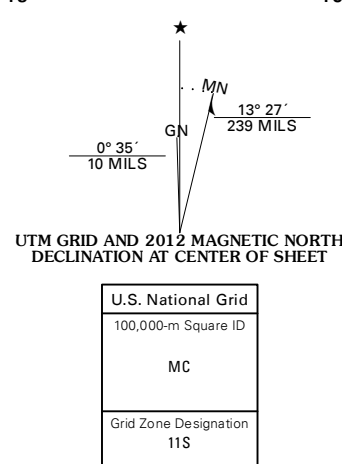 ★
MN
GN
13° 27´
239 MILS
0° 35´
10 MILS
UTM GRID AND 2012 MAGNETIC NORTH
DECLINATION AT CENTER OF SHEET
U.S. National Grid
100,000-m Square ID
MC
Grid Zone Designation
11S